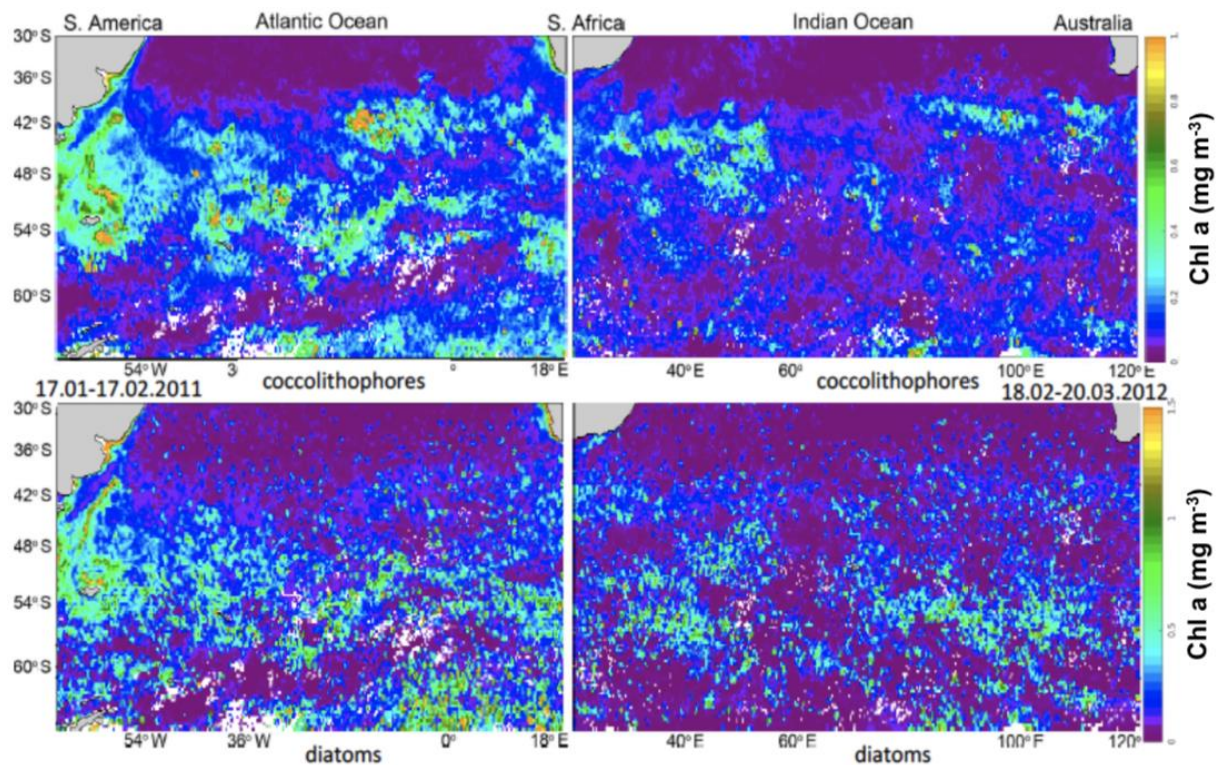 S. America Atlantic Ocean S. Africa Indian Ocean Australia
30° S
36° S
42° S
48° S
54° S
60° S
1.
0.8
0.6
0.4
0.2
0
Chl a (mg m-3)
54° W 3 ° 18° E 40° E 60° 100° E 120° E
coccolithophores coccolithophores
17.01-17.02.2011 18.02-20.03.2012
30° S
36° S
42° S
48° S
54° S
60° S
1.5
1
0.5
0
Chl a (mg m-3)
54° W 36° W 0° 18° E 40° E 60° E 100° E 120°
diatoms diatoms